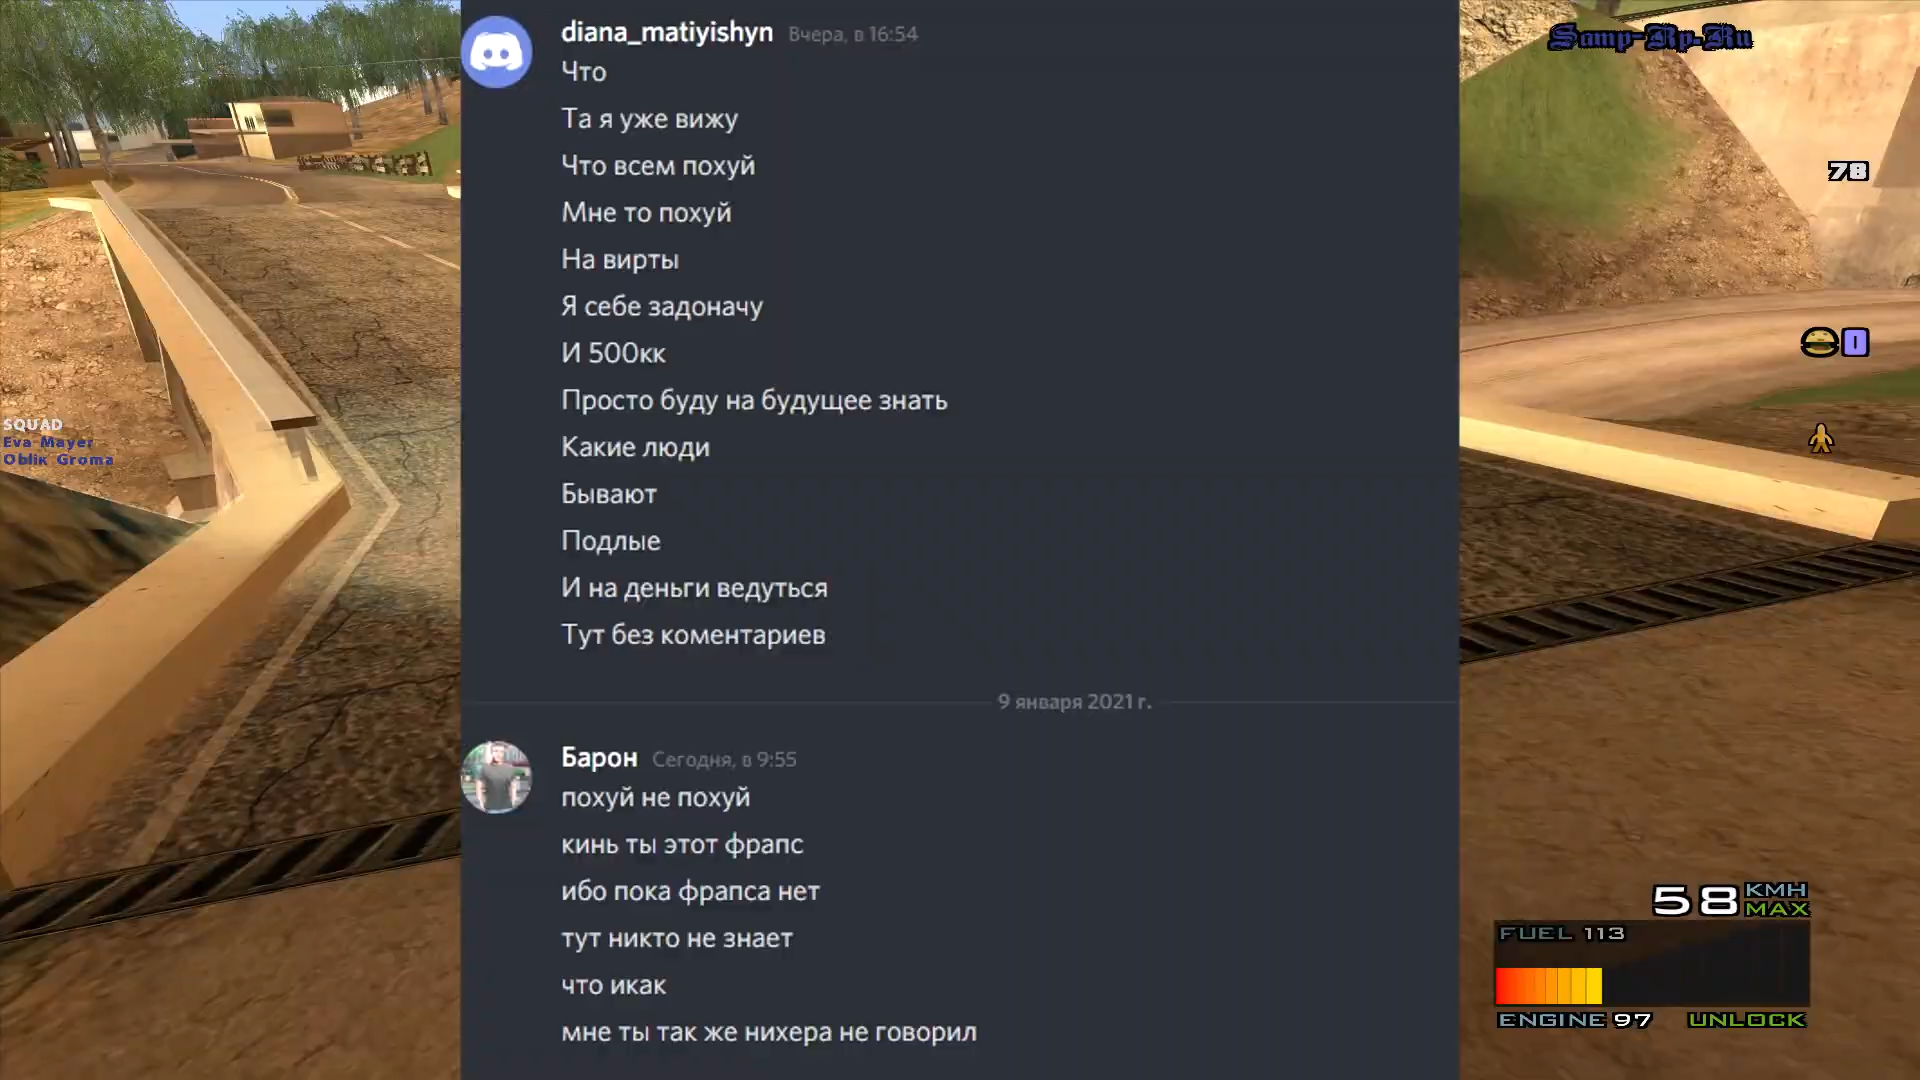 diana_matiyishyn Вчера, в 16:54
Что
Та я уже вижу
Что всем похуй
Мне то похуй
На вирты
Я себе задоначу
И 500кк
Просто буду на будущее знать
Какие люди
Бывают
Подлые
И на деньги ведуться
Тут без коментариев
9 января 2021 г.
Барон Сегодня, в 9:55
похуй не похуй
кинь ты этот фрапс
ибо пока фрапса нет
тут никто не знает
что икак
мне ты так же нихера не говорил
SQUAD
Eva Mayer
Oblik Groma
Samp-Rp.Ru
78
I
58 KMH
MAX
FUEL 113
ENGINE 97 UNLOCK